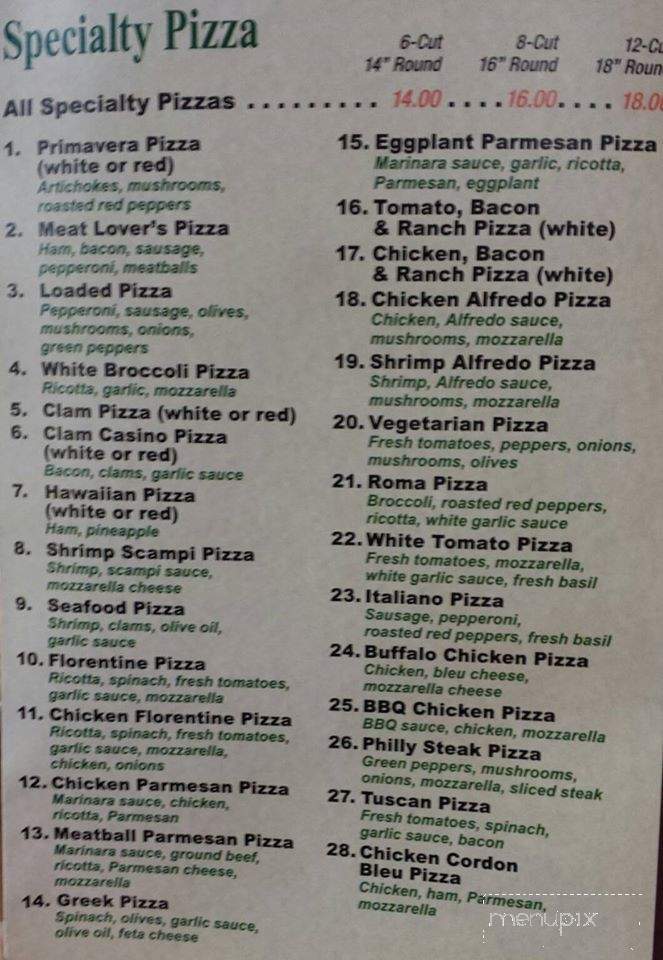 Specialty Pizza
6-Cut 8-Cut 12-Cu
14" Round 16" Round 18" Roun
All Specialty Pizzas ......... 14.00 .... 16.00 .... 18.00
1. Primavera Pizza
(white or red)
Artichokes, mushrooms,
roasted red peppers
2. Meat Lover's Pizza
Ham, bacon, sausage,
pepperoni, meatballs
3. Loaded Pizza
Pepperoni, sausage, olives,
mushrooms, onions,
green peppers
4. White Broccoli Pizza
Ricotta, garlic, mozzarella
5. Clam Pizza (white or red)
6. Clam Casino Pizza
(white or red)
Bacon, clams, garlic sauce
7. Hawaiian Pizza
(white or red)
Ham, pineapple
8. Shrimp Scampi Pizza
Shrimp, scampi sauce,
mozzarella cheese
9. Seafood Pizza
Shrimp, clams, olive oil,
garlic sauce
10. Florentine Pizza
Ricotta, spinach, fresh tomatoes,
garlic sauce, mozzarella
11. Chicken Florentine Pizza
Ricotta, spinach, fresh tomatoes,
garlic sauce, mozzarella,
chicken, onions
12. Chicken Parmesan Pizza
Marinara sauce, chicken,
ricotta, Parmesan
13. Meatball Parmesan Pizza
Marinara sauce, ground beef,
ricotta, Parmesan cheese,
mozzarella
14. Greek Pizza
Spinach, olives, garlic sauce,
olive oil, feta cheese
15. Eggplant Parmesan Pizza
Marinara sauce, garlic, ricotta,
Parmesan, eggplant
16. Tomato, Bacon
& Ranch Pizza (white)
17. Chicken, Bacon
& Ranch Pizza (white)
18. Chicken Alfredo Pizza
Chicken, Alfredo sauce,
mushrooms, mozzarella
19. Shrimp Alfredo Pizza
Shrimp, Alfredo sauce,
mushrooms, mozzarella
20. Vegetarian Pizza
Fresh tomatoes, peppers, onions,
mushrooms, olives
21. Roma Pizza
Broccoli, roasted red peppers,
ricotta, white garlic sauce
22. White Tomato Pizza
Fresh tomatoes, mozzarella,
white garlic sauce, fresh basil
23. Italiano Pizza
Sausage, pepperoni,
roasted red peppers, fresh basil
24. Buffalo Chicken Pizza
Chicken, bleu cheese,
mozzarella cheese
25. BBQ Chicken Pizza
BBQ sauce, chicken, mozzarella
26. Philly Steak Pizza
Green peppers, mushrooms,
onions, mozzarella, sliced steak
27. Tuscan Pizza
Fresh tomatoes, spinach,
garlic sauce, bacon
28. Chicken Cordon
Bleu Pizza
Chicken, ham, Parmesan,
mozzarella
menupix